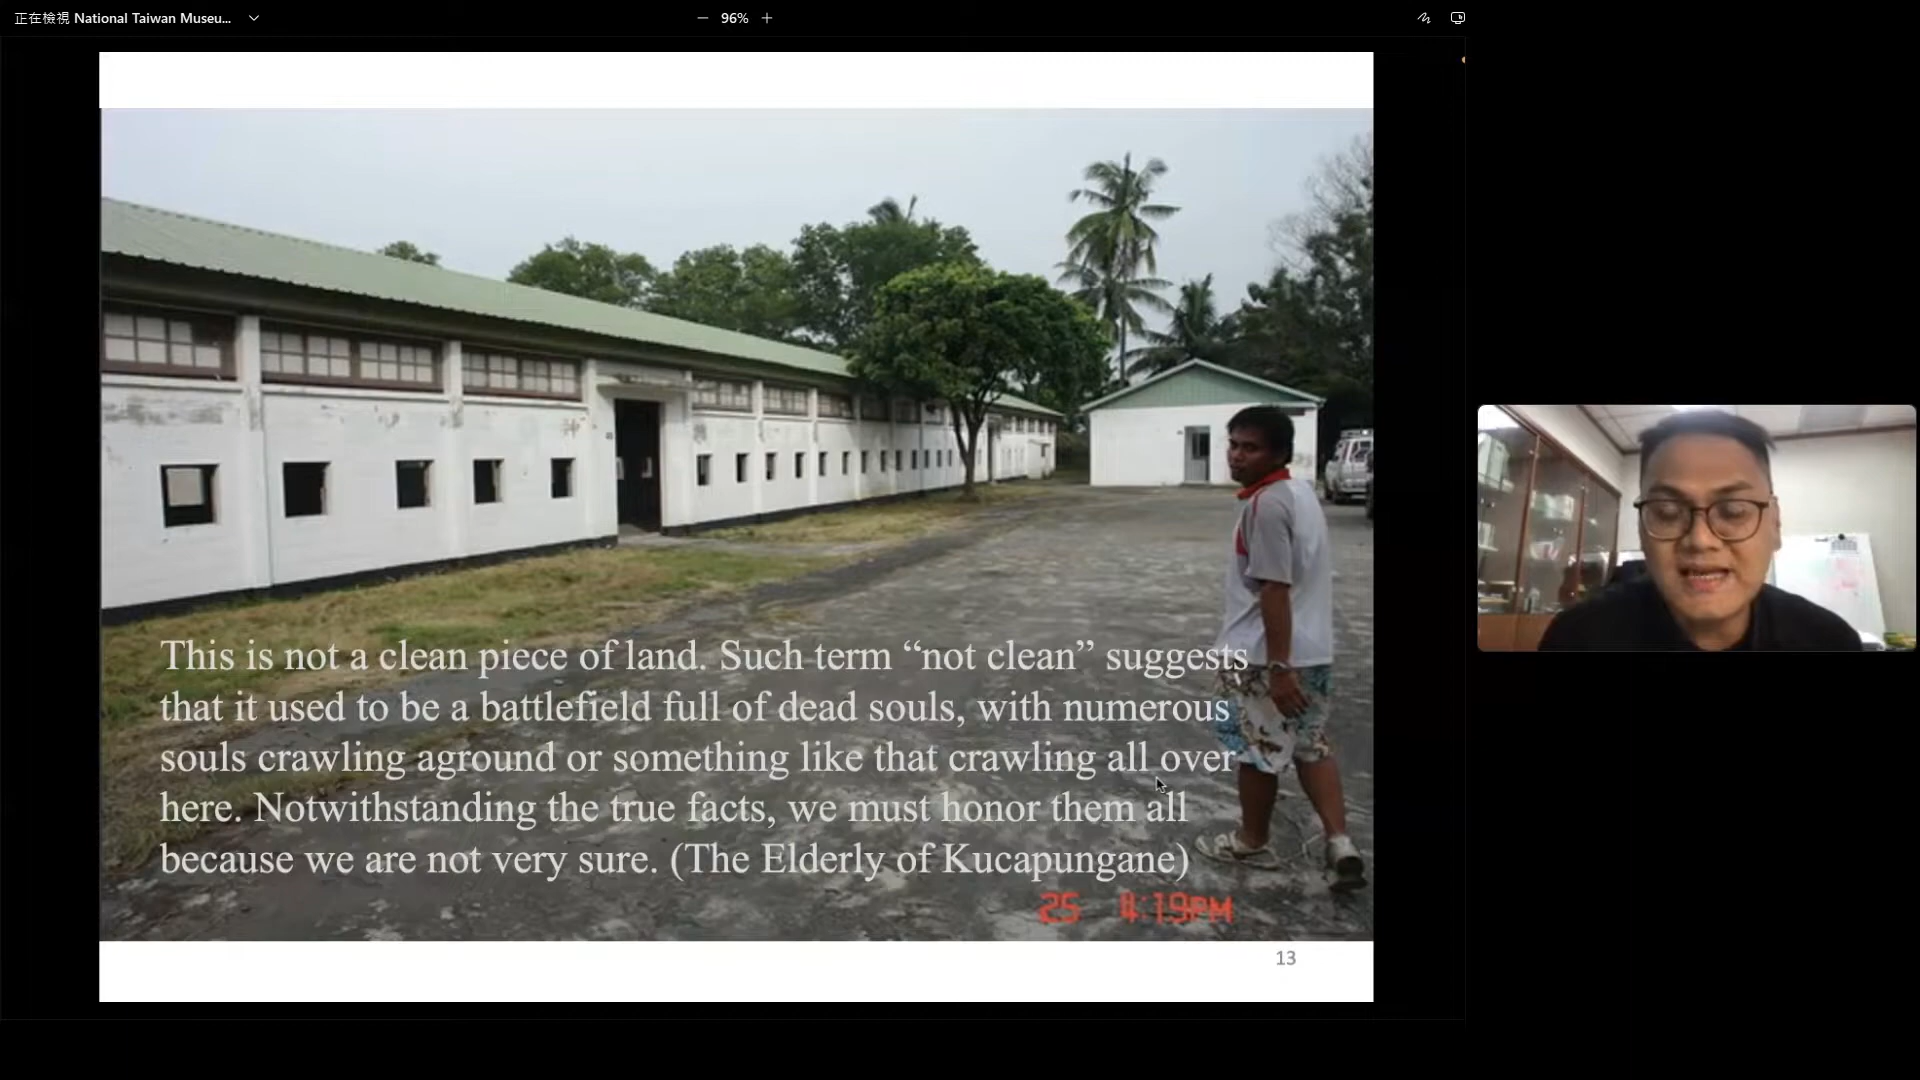 正在檢視 National Taiwan Museu...
96%
This is not a clean piece of land. Such term “not clean” suggests
that it used to be a battlefield full of dead souls, with numerous
souls crawling aground or something like that crawling all over
here. Notwithstanding the true facts, we must honor them all
because we are not very sure. (The Elderly of Kucapungane)
25 4:19PM
13